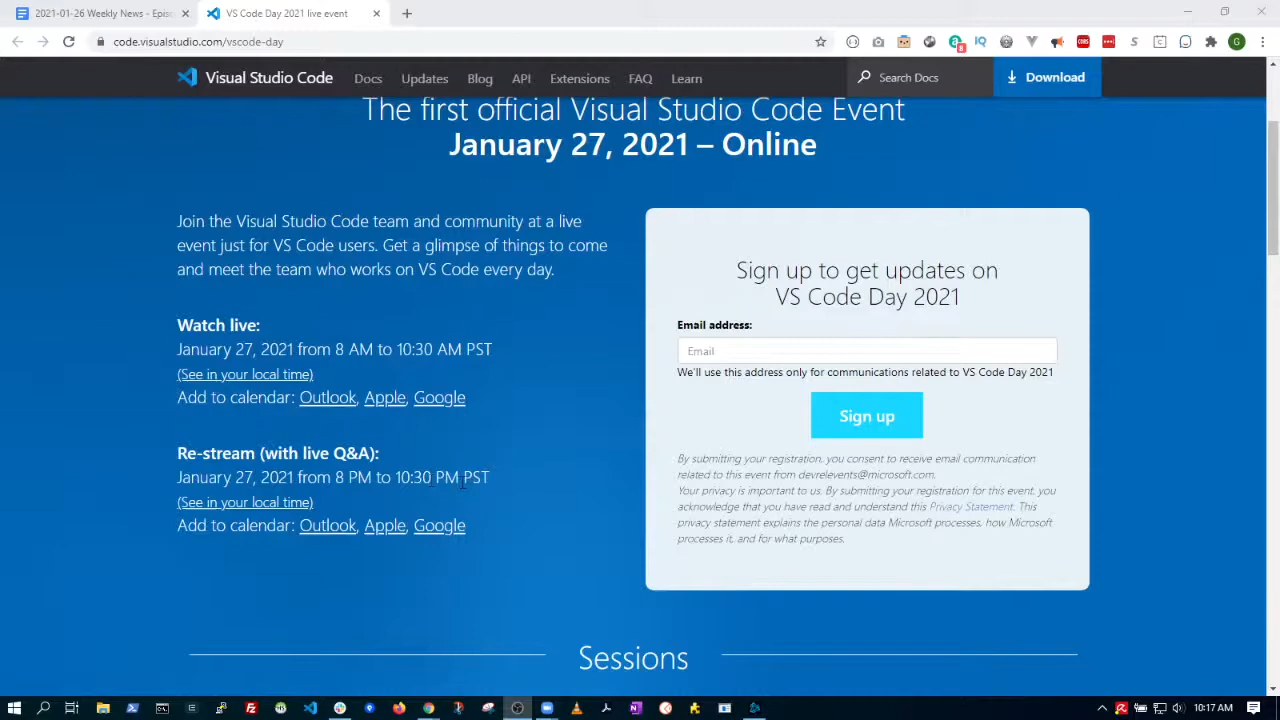 2021-01-26 Weekly News - Epis
VS Code Day 2021 live event
code.visualstudio.com/vscode-day
Visual Studio Code
Docs
Updates
Blog
API
Extensions
FAQ
Learn
Search Docs
Download
The first official Visual Studio Code Event
January 27, 2021 – Online
Join the Visual Studio Code team and community at a live
event just for VS Code users. Get a glimpse of things to come
and meet the team who works on VS Code every day.
Watch live:
January 27, 2021 from 8 AM to 10:30 AM PST
(See in your local time)
Add to calendar: Outlook, Apple, Google
Re-stream (with live Q&A):
January 27, 2021 from 8 PM to 10:30 PM PST
(See in your local time)
Add to calendar: Outlook, Apple, Google
Sign up to get updates on
VS Code Day 2021
Email address:
Email
We'll use this address only for communications related to VS Code Day 2021
Sign up
By submitting your registration, you consent to receive email communication
related to this event from devrelevents@microsoft.com.
Your privacy is important to us. By submitting your registration for this event, you
acknowledge that you have read and understand this Privacy Statement. This
privacy statement explains the personal data Microsoft processes, how Microsoft
processes it, and for what purposes.
Sessions
10:17 AM